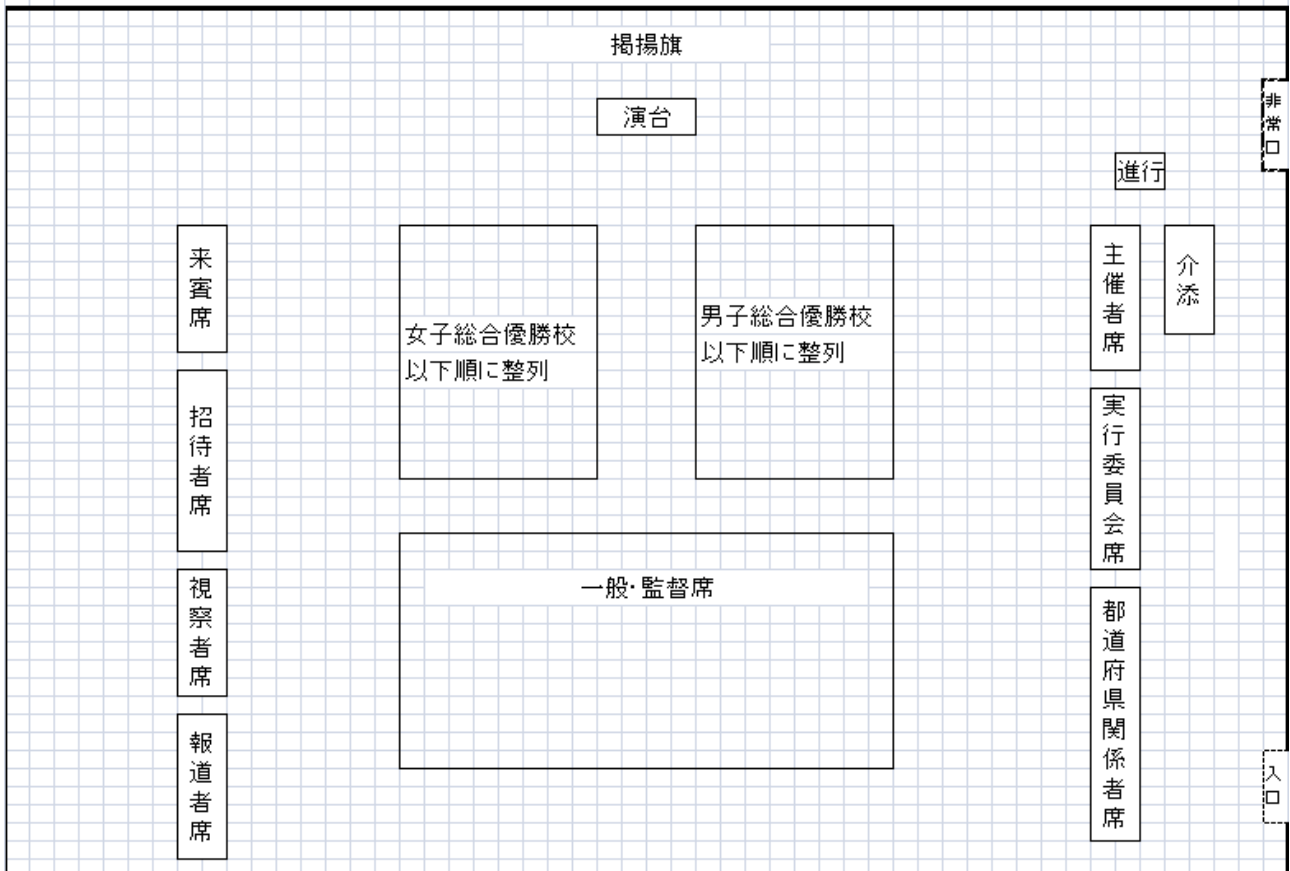 掲揚旗
演台
非常口
進行
来賓席
女子総合優勝校
以下順に整列
男子総合優勝校
以下順に整列
主催者席
介添
招待者席
実行委員会席
視察者席
一般・監督席
都道府県関係者席
報道者席
入口